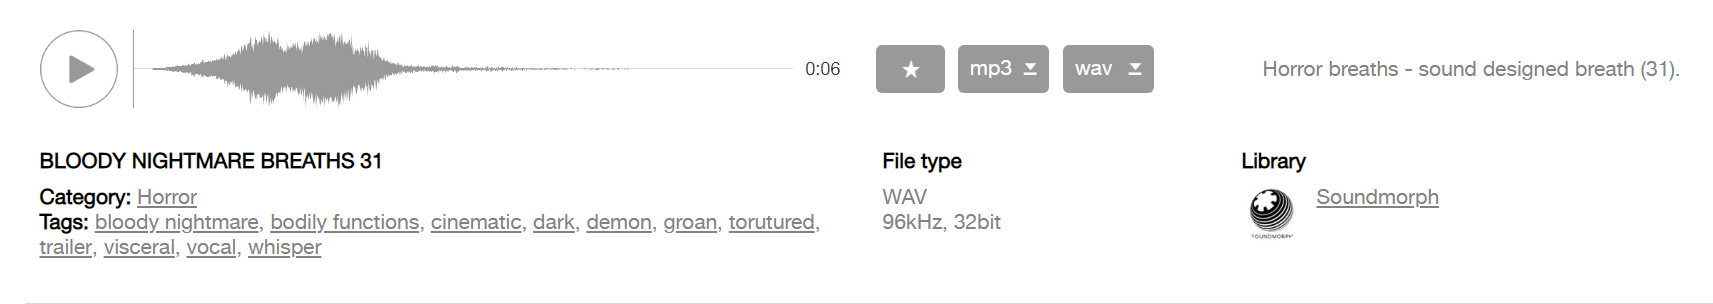 0:06
mp3
wav
Horror breaths - sound designed breath (31).
BLOODY NIGHTMARE BREATHS 31
Category: Horror
Tags: bloody nightmare, bodily functions, cinematic, dark, demon, groan, torutured,
trailer, visceral, vocal, whisper
File type
WAV
96kHz, 32bit
Library
Soundmorph
SOUNDMORPH